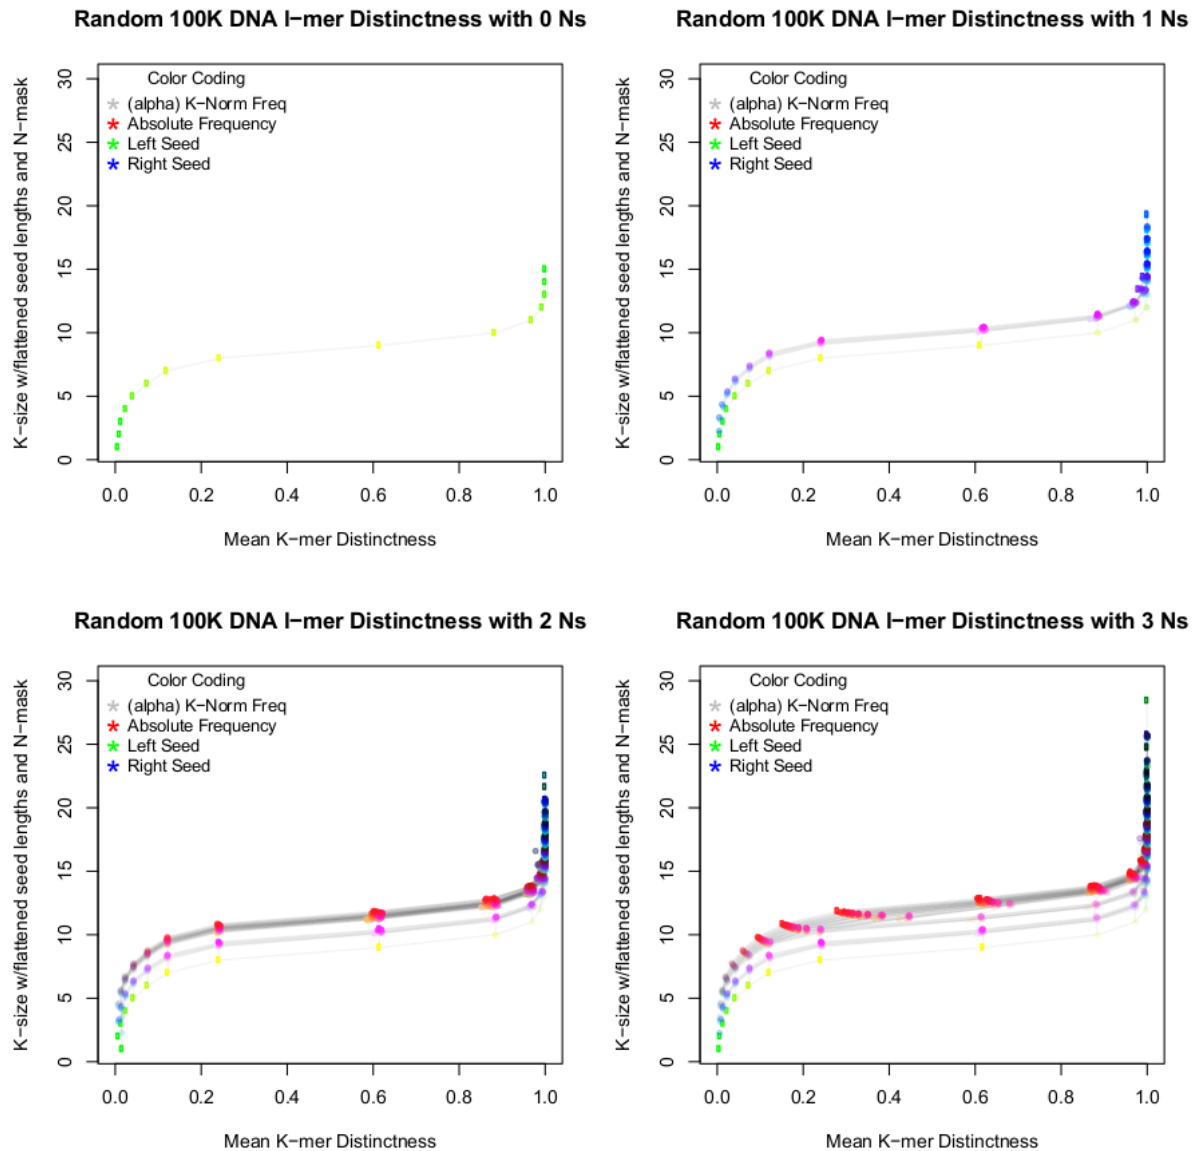 Random 100K DNA l−mer Distinctness with 0 Ns
K−size w/flattened seed lengths and N−mask
30
25
20
15
10
5
0
Color Coding
(alpha) K−Norm Freq
Absolute Frequency
Left Seed
Right Seed
0.0 0.2 0.4 0.6 0.8 1.0
Mean K−mer Distinctness
Random 100K DNA l−mer Distinctness with 1 Ns
K−size w/flattened seed lengths and N−mask
30
25
20
15
10
5
0
Color Coding
(alpha) K−Norm Freq
Absolute Frequency
Left Seed
Right Seed
0.0 0.2 0.4 0.6 0.8 1.0
Mean K−mer Distinctness
Random 100K DNA l−mer Distinctness with 2 Ns
K−size w/flattened seed lengths and N−mask
30
25
20
15
10
5
0
Color Coding
(alpha) K−Norm Freq
Absolute Frequency
Left Seed
Right Seed
0.0 0.2 0.4 0.6 0.8 1.0
Mean K−mer Distinctness
Random 100K DNA l−mer Distinctness with 3 Ns
K−size w/flattened seed lengths and N−mask
30
25
20
15
10
5
0
Color Coding
(alpha) K−Norm Freq
Absolute Frequency
Left Seed
Right Seed
0.0 0.2 0.4 0.6 0.8 1.0
Mean K−mer Distinctness